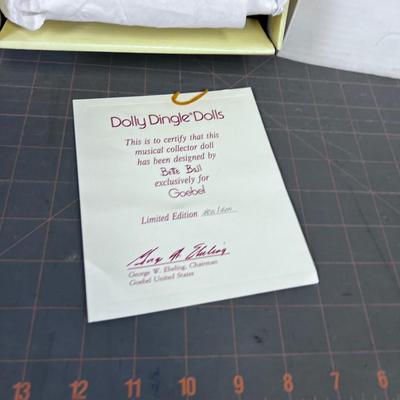 Dolly Dingle® Dolls
This is to certify that this
musical collector doll
has been designed by
Bette Ball
exclusively for
Goebel
Limited Edition
George W. Ebeling, Chairman
Goebel United States
13 12 11 10 9 8 7 6